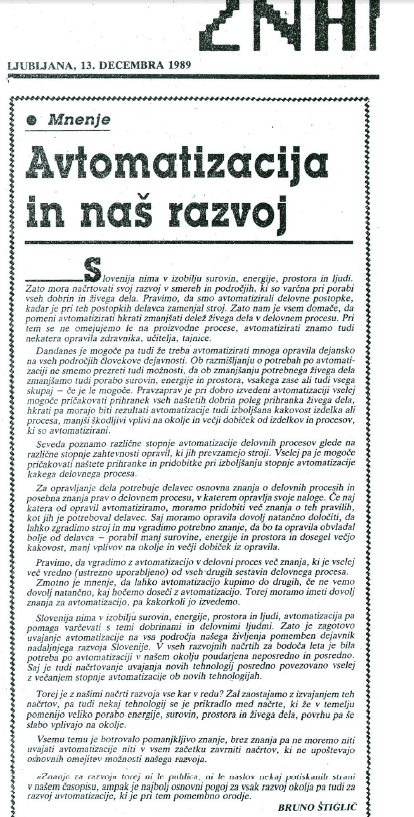 ZNA
LJUBLJANA, 13. DECEMBRA 1989
● Mnenje
Avtomatizacija
in naš razvoj
Slovenija nima v izobilju surovin, energije, prostora in ljudi.
Zato mora načrtovati svoj razvoj v smereh in področjih, ki so varčna pri porabi
vseh dobrin in živega dela. Pravimo, da smo avtomatizirali delovne postopke,
kadar je pri teh postopkih delavca zamenjal stroj. Zato nam je vsem domače, da
pomeni avtomatizirati hkrati zmanjšati delež živega dela v delovnem procesu. Pri
tem se ne omejujemo le na proizvodne procese, avtomatizirati znamo tudi
nekatera opravila zdravnika, učitelja, tajnice.
Dandanes je mogoče pa tudi že treba avtomatizirati mnoga opravila dejansko
na vseh področjih človekove dejavnosti. Ob razmišljanju o potrebah po avtomati-
zaciji ne smemo prezreti tudi možnosti, da ob zmanjšanju potrebnega živega dela
zmanjšamo tudi porabo surovin, energije in prostora, vsakega zase ali tudi vsega
skupaj – če je le mogoče. Pravzaprav je pri dobro izvedeni avtomatizaciji vselej
mogoče pričakovati prihranek vseh naštetih dobrin poleg prihranka živega dela,
hkrati pa morajo biti rezultati avtomatizacije tudi izboljšana kakovost izdelka ali
procesa, manjši škodljivi vplivi na okolje in večji dobiček iz izdelkov in procesov,
ki so avtomatizirani.
Seveda poznamo različne stopnje avtomatizacije delovnih procesov glede na
različne stopnje zahtevnosti opravil, ki jih prevzamejo stroji. Vselej pa je mogoče
pričakovati naštete prihranke in pridobitke pri izboljšanju stopnje avtomatizacije
kakega delovnega procesa.
Za opravljanje dela potrebuje delavec osnovna znanja o delovnih procesih in
posebna znanja prav o delovnem procesu, v katerem opravlja svoje naloge. Če naj
katera od opravil avtomatiziramo, moramo pridobiti več znanja o teh pravilih,
kot jih je potreboval delavec. Saj moramo opravila dovolj natančno določiti, da
lahko zgradimo stroj in mu vgradimo potrebno znanje, da bo ta opravila obvladal
bolje od delavca – porabil manj surovine, energije in prostora in dosegel večjo
kakovost, manj vplivov na okolje in večji dobiček iz opravila.
Pravimo, da vgradimo z avtomatizacijo v delovni proces več znanja, ki je vselej
več vredno (ustrezno uporabljeno) od vseh drugih sestavin delovnega procesa.
Zmotno je mnenje, da lahko avtomatizacijo kupimo do drugih, če ne vemo
dovolj natančno, kaj hočemo doseči z avtomatizacijo. Torej moramo imeti dovolj
znanja za avtomatizacijo, pa kakorkoli jo izvedemo.
Slovenija nima v izobilju surovin, energije, prostora in ljudi, avtomatizacija pa
pomaga varčevati s temi dobrinami in delovnimi ljudmi. Zato je zagotovo
uvajanje avtomatizacije na vsa področja našega življenja pomemben dejavnik
nadaljnjega razvoja Slovenije. V vseh razvojnih načrtih za bodoča leta je bila
potreba po avtomatizaciji v našem okolju poudarjena neposredno in posredno.
Saj je tudi načrtovanje uvajanja novih tehnologij posredno povezovano vselej
z večanjem stopnje avtomatizacije ob novih tehnologijah.
Torej je z našimi načrti razvoja vse kar v redu? Žal zaostajamo z izvajanjem teh
načrtov, pa tudi nekaj tehnologij se je prikradlo med načrte, ki že v temelju
pomenijo veliko porabo energije, surovin, prostora in živega dela, povrhu pa še
slabo vplivajo na okolje.
Vsemu temu je botrovalo pomanjkljivo znanje, brez znanja pa ne moremo niti
uvajati avtomatizacije niti v vsem začetku zavrniti načrtov, ki ne upoštevajo
osnovnih omejitev možnosti našega razvoja.
»Znanje za razvoj« torej ni le publica, ni le naslov nekaj potiskanih strani
v našem časopisu, ampak je najbolj osnovni pogoj za vsak razvoj okolja pa tudi za
razvoj avtomatizacije, ki je pri tem pomembno orodje.
BRUNO ŠTIGLIC